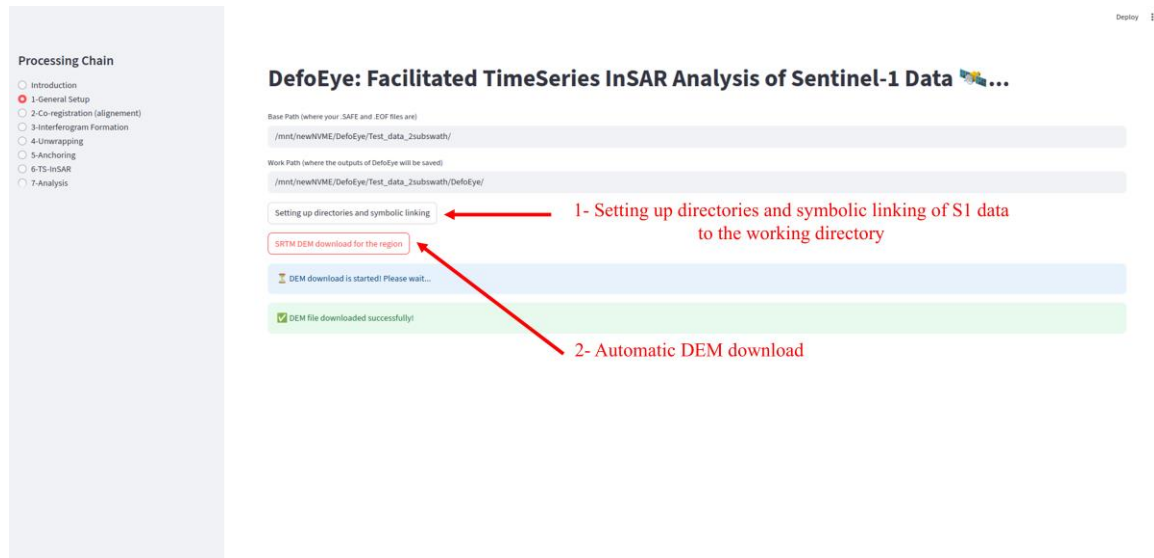 Deploy
Processing Chain
Introduction
1-General Setup
2-Co-registration (alignement)
3-Interferogram Formation
4-Unwrapping
5-Anchoring
6-TS-InSAR
7-Analysis
DefoEye: Facilitated TimeSeries InSAR Analysis of Sentinel-1 Data 🛰️...
Base Path (where your .SAFE and .EOF files are)
/mnt/newNVME/DefoEye/Test_data_2subswath/
Work Path (where the outputs of DefoEye will be saved)
/mnt/newNVME/DefoEye/Test_data_2subswath/DefoEye/
Setting up directories and symbolic linking
1- Setting up directories and symbolic linking of S1 data
to the working directory
SRTM DEM download for the region
⏳ DEM download is started! Please wait...
✅ DEM file downloaded successfully!
2- Automatic DEM download